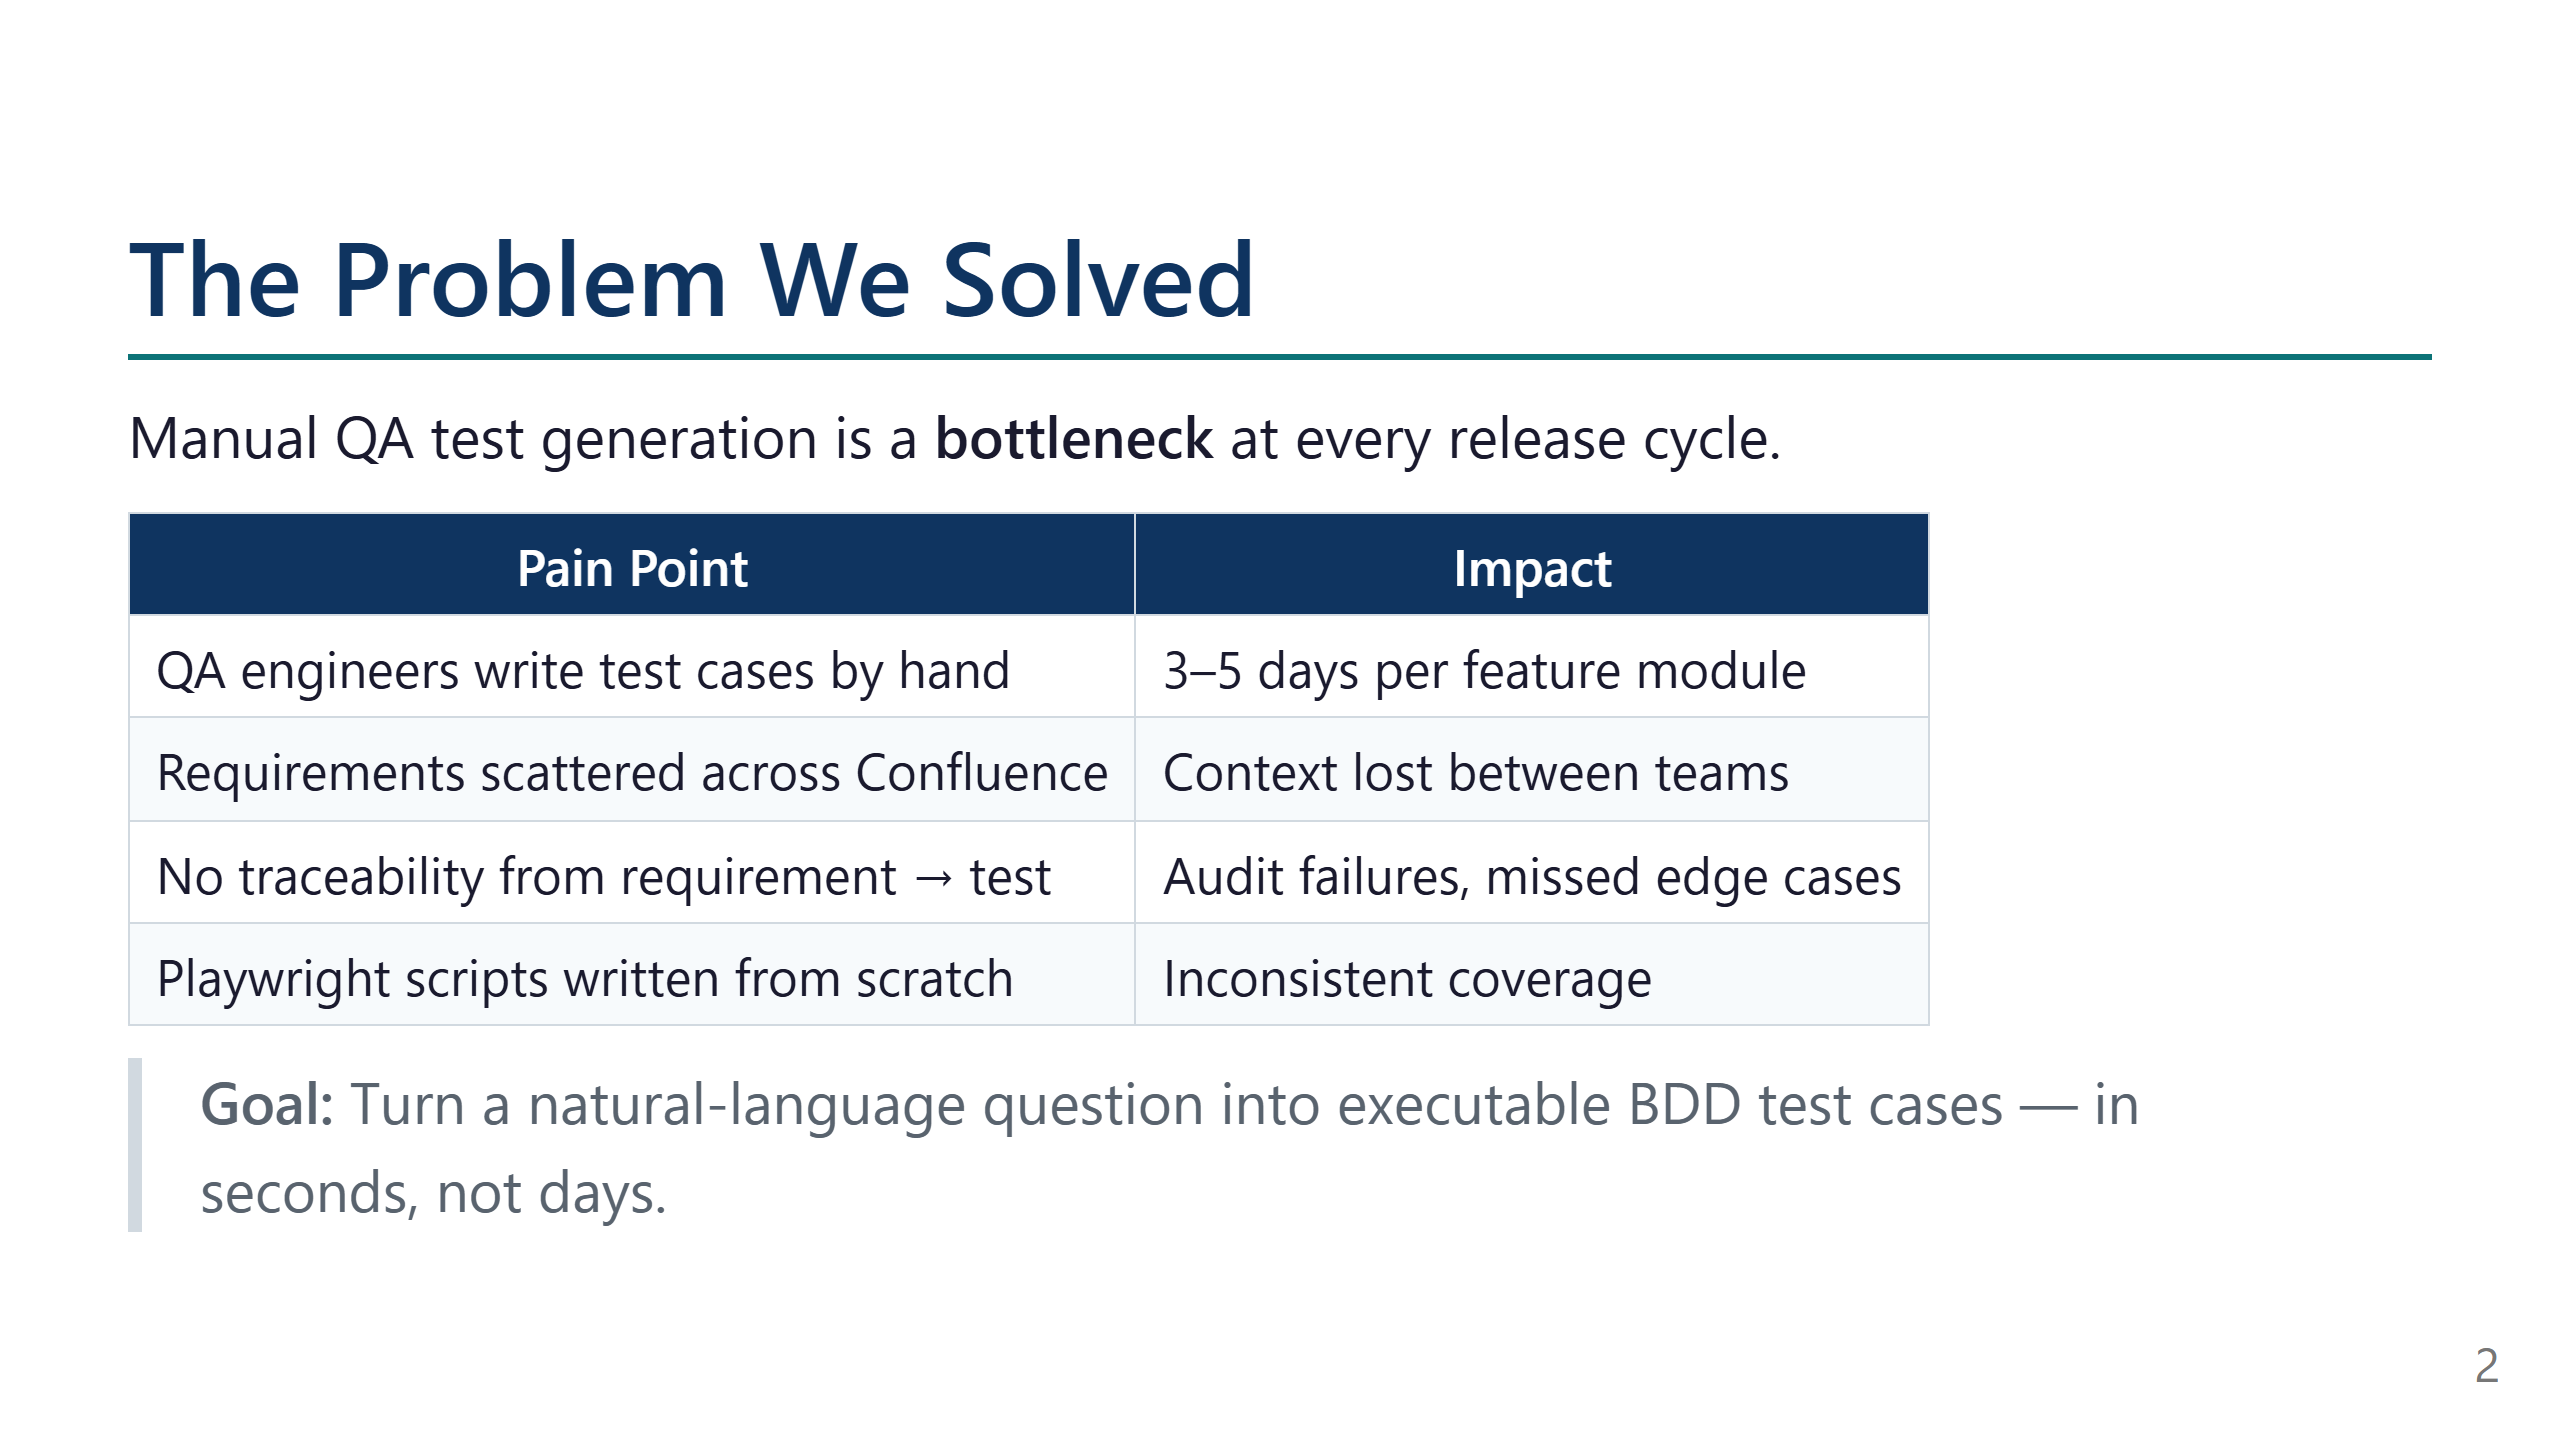 The Problem We Solved
Manual QA test generation is a bottleneck at every release cycle.
Pain Point Impact
QA engineers write test cases by hand 3–5 days per feature module
Requirements scattered across Confluence Context lost between teams
No traceability from requirement → test Audit failures, missed edge cases
Playwright scripts written from scratch Inconsistent coverage
Goal: Turn a natural-language question into executable BDD test cases — in
seconds, not days.
2